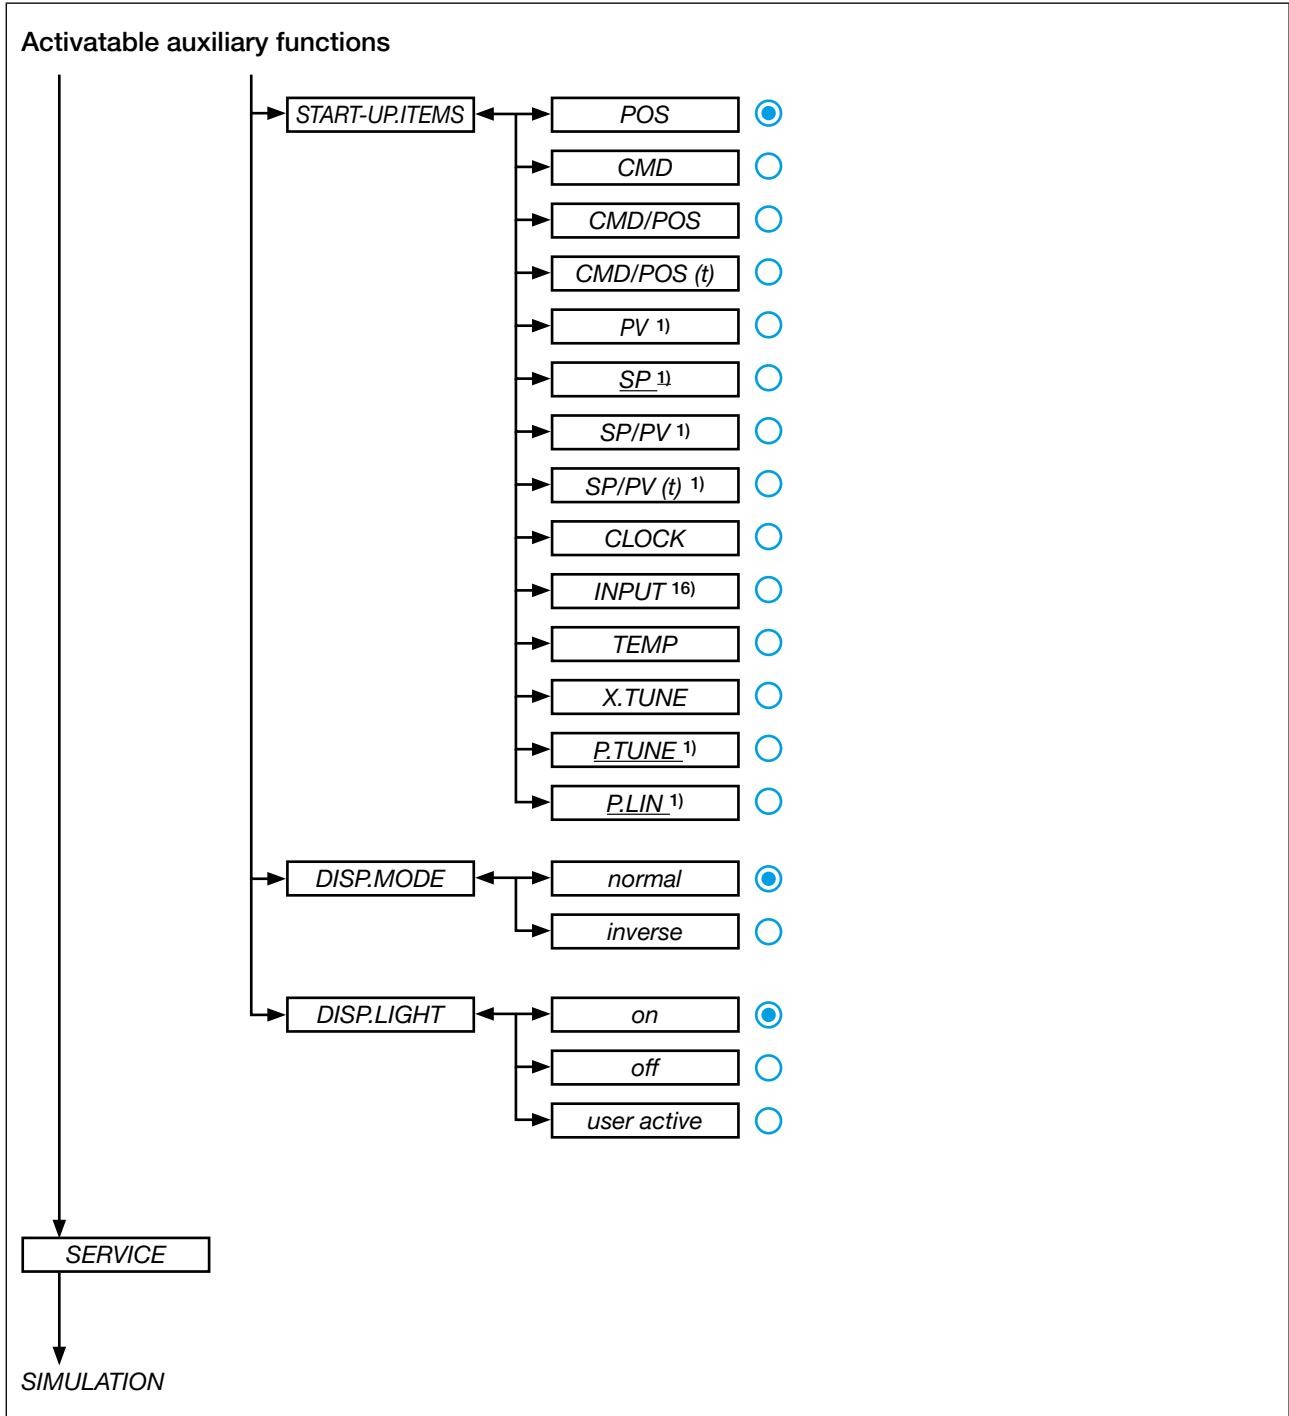 Activatable auxiliary functions
START-UP.ITEMS
POS
CMD
CMD/POS
CMD/POS (t)
PV 1)
SP 1)
SP/PV 1)
SP/PV (t) 1)
CLOCK
INPUT 16)
TEMP
X.TUNE
P.TUNE 1)
P.LIN 1)
DISP.MODE
normal
inverse
DISP.LIGHT
on
off
user active
SERVICE
SIMULATION